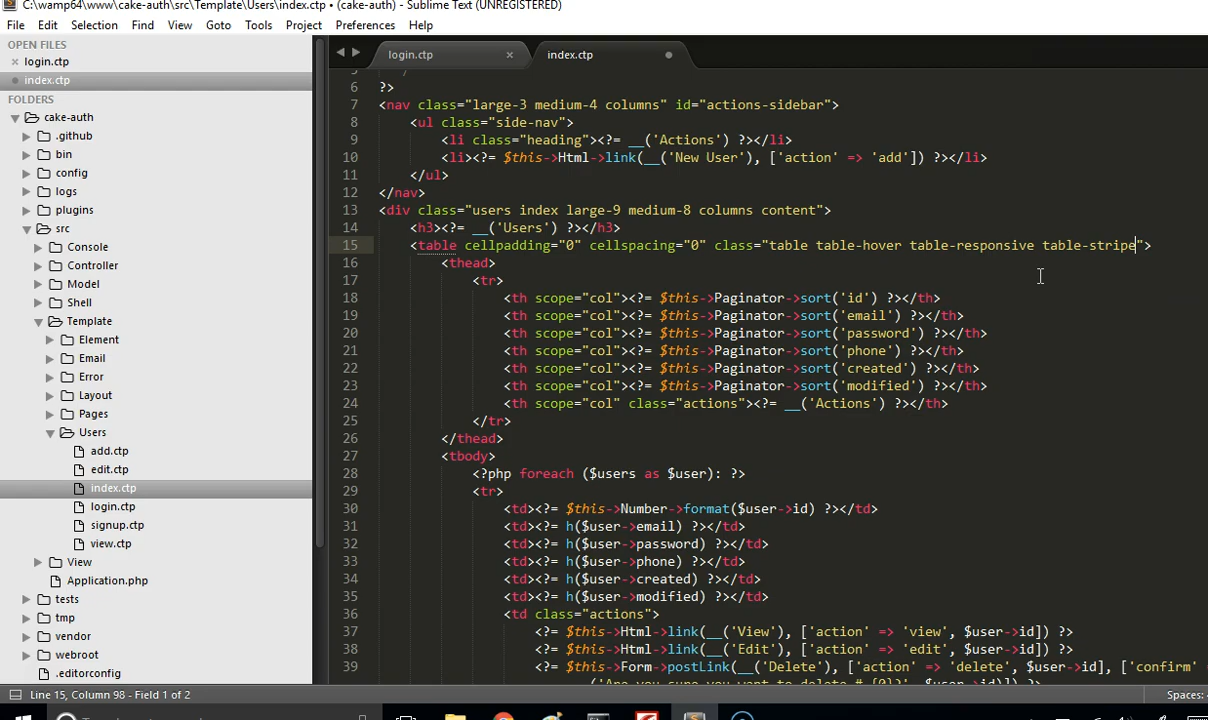 C:\wamp64\www\cake-auth\src\Template\Users\index.ctp • (cake-auth) - Sublime Text (UNREGISTERED)
File Edit Selection Find View Goto Tools Project Preferences Help
OPEN FILES
login.ctp
index.ctp
FOLDERS
cake-auth
.github
bin
config
logs
plugins
src
Console
Controller
Model
Shell
Template
Element
Email
Error
Layout
Pages
Users
add.ctp
edit.ctp
index.ctp
login.ctp
signup.ctp
view.ctp
View
Application.php
tests
tmp
vendor
webroot
.editorconfig
login.ctp index.ctp
6 ?>
7 <nav class="large-3 medium-4 columns" id="actions-sidebar">
8 <ul class="side-nav">
9 <li class="heading"><?= __('Actions') ?></li>
10 <li><?= $this->Html->link(__('New User'), ['action' => 'add']) ?></li>
11 </ul>
12 </nav>
13 <div class="users index large-9 medium-8 columns content">
14 <h3><?= __('Users') ?></h3>
15 <table cellpadding="0" cellspacing="0" class="table table-hover table-responsive table-stripe">
16 <thead>
17 <tr>
18 <th scope="col"><?= $this->Paginator->sort('id') ?></th>
19 <th scope="col"><?= $this->Paginator->sort('email') ?></th>
20 <th scope="col"><?= $this->Paginator->sort('password') ?></th>
21 <th scope="col"><?= $this->Paginator->sort('phone') ?></th>
22 <th scope="col"><?= $this->Paginator->sort('created') ?></th>
23 <th scope="col"><?= $this->Paginator->sort('modified') ?></th>
24 <th scope="col" class="actions"><?= __('Actions') ?></th>
25 </tr>
26 </thead>
27 <tbody>
28 <?php foreach ($users as $user): ?>
29 <tr>
30 <td><?= $this->Number->format($user->id) ?></td>
31 <td><?= h($user->email) ?></td>
32 <td><?= h($user->password) ?></td>
33 <td><?= h($user->phone) ?></td>
34 <td><?= h($user->created) ?></td>
35 <td><?= h($user->modified) ?></td>
36 <td class="actions">
37 <?= $this->Html->link(__('View'), ['action' => 'view', $user->id]) ?>
38 <?= $this->Html->link(__('Edit'), ['action' => 'edit', $user->id]) ?>
39 <?= $this->Form->postLink(__('Delete'), ['action' => 'delete', $user->id], ['confirm' =
Line 15, Column 98 - Field 1 of 2 Spaces: